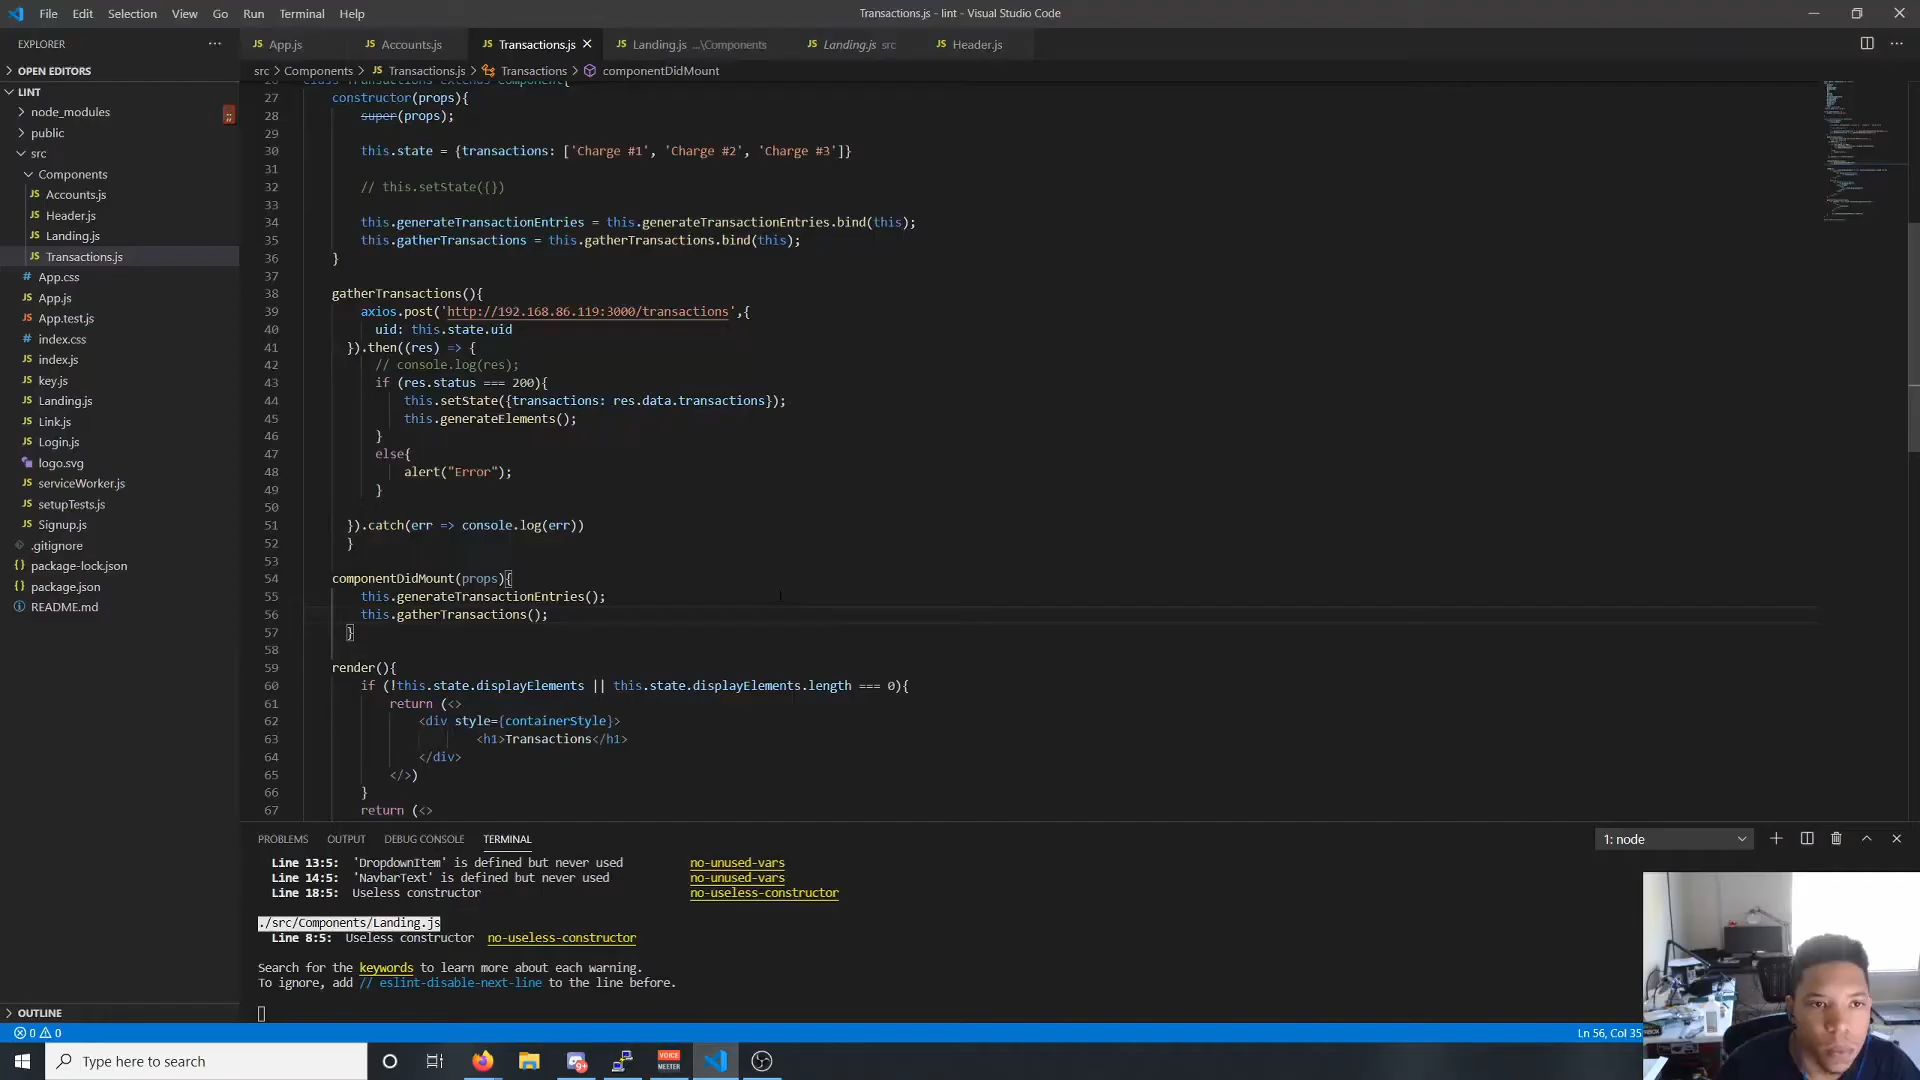 File Edit Selection View Go Run Terminal Help
Transactions.js - lint - Visual Studio Code
EXPLORER
App.js
Accounts.js
Transactions.js
Landing.js ...\Components
Landing.js src
Header.js
OPEN EDITORS
src > Components > JS Transactions.js > Transactions > componentDidMount
LINT
node_modules
public
src
Components
JS Accounts.js
JS Header.js
JS Landing.js
JS Transactions.js
# App.css
JS App.js
JS App.test.js
# index.css
JS index.js
JS key.js
JS Landing.js
JS Link.js
JS Login.js
logo.svg
JS serviceWorker.js
JS setupTests.js
JS Signup.js
.gitignore
{} package-lock.json
{} package.json
README.md
OUTLINE
27 constructor(props){
28 super(props);
29
30 this.state = {transactions: ['Charge #1', 'Charge #2', 'Charge #3']}
31
32 // this.setState({})
33
34 this.generateTransactionEntries = this.generateTransactionEntries.bind(this);
35 this.gatherTransactions = this.gatherTransactions.bind(this);
36 }
37
38 gatherTransactions(){
39 axios.post('http://192.168.86.119:3000/transactions',{
40 uid: this.state.uid
41 }).then((res) => {
42 // console.log(res);
43 if (res.status === 200){
44 this.setState({transactions: res.data.transactions});
45 this.generateElements();
46 }
47 else{
48 alert("Error");
49 }
50
51 }).catch(err => console.log(err))
52 }
53
54 componentDidMount(props){
55 this.generateTransactionEntries();
56 this.gatherTransactions();
57 }
58
59 render(){
60 if (!this.state.displayElements || this.state.displayElements.length === 0){
61 return (<>
62 <div style={containerStyle}>
63 <h1>Transactions</h1>
64 </div>
65 </>)
66 }
67 return (<>
PROBLEMS OUTPUT DEBUG CONSOLE TERMINAL
1: node
Line 13:5: 'DropdownItem' is defined but never used no-unused-vars
Line 14:5: 'NavbarText' is defined but never used no-unused-vars
Line 18:5: Useless constructor no-useless-constructor
./src/Components/Landing.js
Line 8:5: Useless constructor no-useless-constructor
Search for the keywords to learn more about each warning.
To ignore, add // eslint-disable-next-line to the line before.
0 0
Ln 56, Col 35
Type here to search
9+
VOICE
MEETER